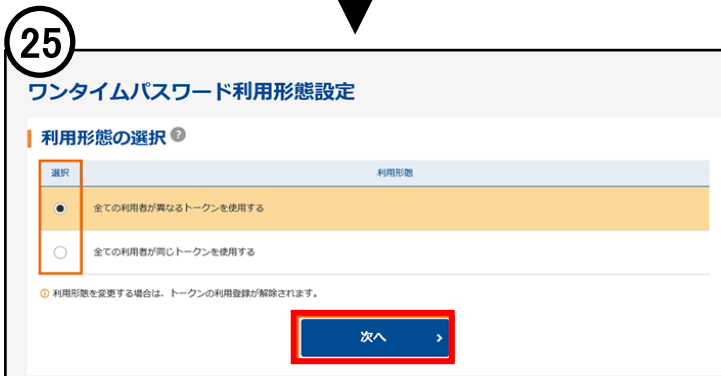 25
ワンタイムパスワード利用形態設定
利用形態の選択 ?
選択 利用形態
全ての利用者が異なるトークンを使用する
全ての利用者が同じトークンを使用する
利用形態を変更する場合は、トークンの利用登録が解除されます。
次へ